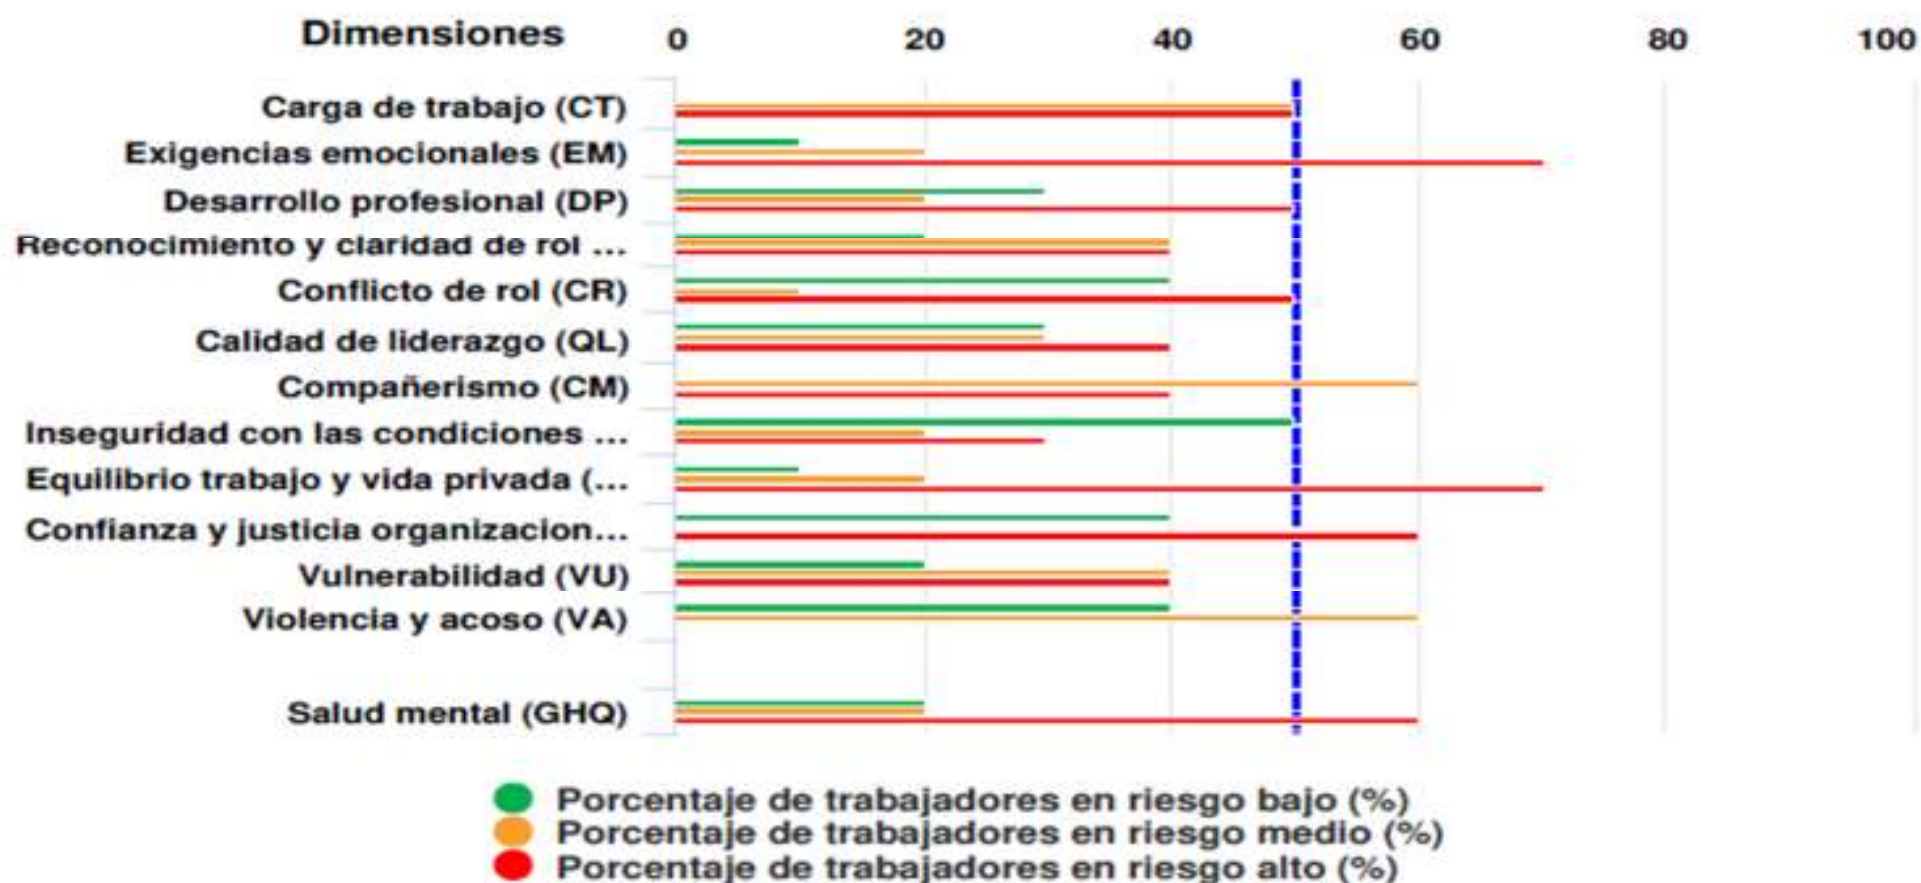 Dimensiones 0 20 40 60 80 100
Carga de trabajo (CT)
Exigencias emocionales (EM)
Desarrollo profesional (DP)
Reconocimiento y claridad de rol ...
Conflicto de rol (CR)
Calidad de liderazgo (QL)
Compañerismo (CM)
Inseguridad con las condiciones ...
Equilibrio trabajo y vida privada (...
Confianza y justicia organizacion...
Vulnerabilidad (VU)
Violencia y acoso (VA)
Salud mental (GHQ)
Porcentaje de trabajadores en riesgo bajo (%)
Porcentaje de trabajadores en riesgo medio (%)
Porcentaje de trabajadores en riesgo alto (%)